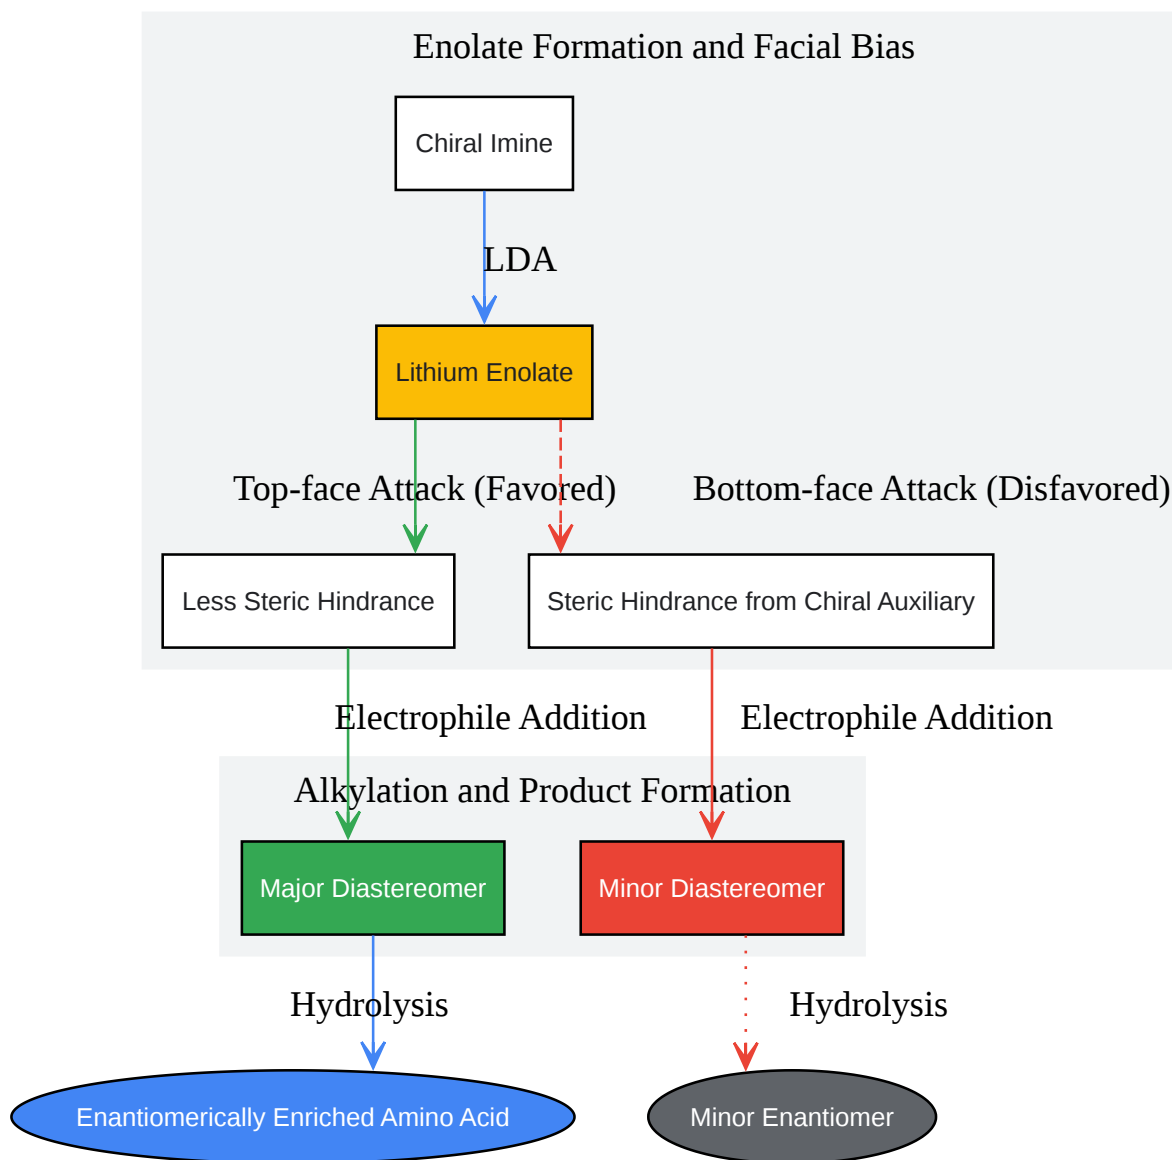 Enolate Formation and Facial Bias
Chiral Imine
LDA
Lithium Enolate
Top-face Attack (Favored)
Bottom-face Attack (Disfavored)
Less Steric Hindrance
Steric Hindrance from Chiral Auxiliary
Electrophile Addition
Electrophile Addition
Alkylation and Product Formation
Major Diastereomer
Minor Diastereomer
Hydrolysis
Hydrolysis
Enantiomerically Enriched Amino Acid
Minor Enantiomer